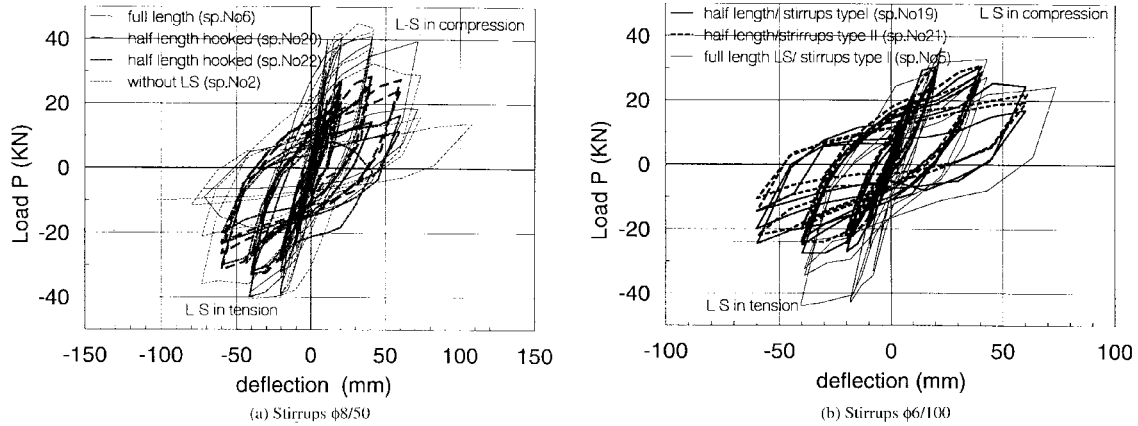 full length (sp.No6)
half length hooked (sp.No20)
half length hooked (sp.No22)
without LS (sp.No2)
L-S in compression
L S in tension
40
20
0
-20
-40
Load P (KN)
-150 -100 -50 0 50 100 150
deflection (mm)
(a) Stirrups ϕ8/50
half length/ stirrups typeI (sp.No19)
half length/strirrups type II (sp.No21)
full length LS/ stirrups type I (sp.No5)
L S in compression
L S in tension
40
20
0
-20
-40
Load P (KN)
-100 -50 0 50 100
deflection (mm)
(b) Stirrups ϕ6/100